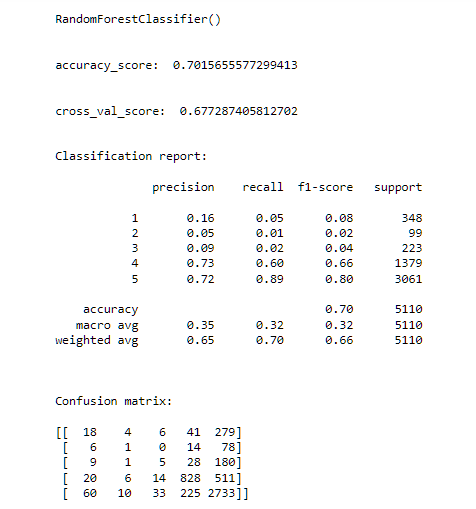 RandomForestClassifier()
accuracy_score:  0.7015655577299413
cross_val_score:  0.677287405812702
Classification report:
precision    recall  f1-score   support
1       0.16      0.05      0.08       348
2       0.05      0.01      0.02        99
3       0.09      0.02      0.04       223
4       0.73      0.60      0.66      1379
5       0.72      0.89      0.80      3061
accuracy                           0.70      5110
macro avg       0.35      0.32      0.32      5110
weighted avg       0.65      0.70      0.66      5110
Confusion matrix:
[[  18    4    6   41  279]
[   6    1    0   14   78]
[   9    1    5   28  180]
[  20    6   14  828  511]
[  60   10   33  225 2733]]